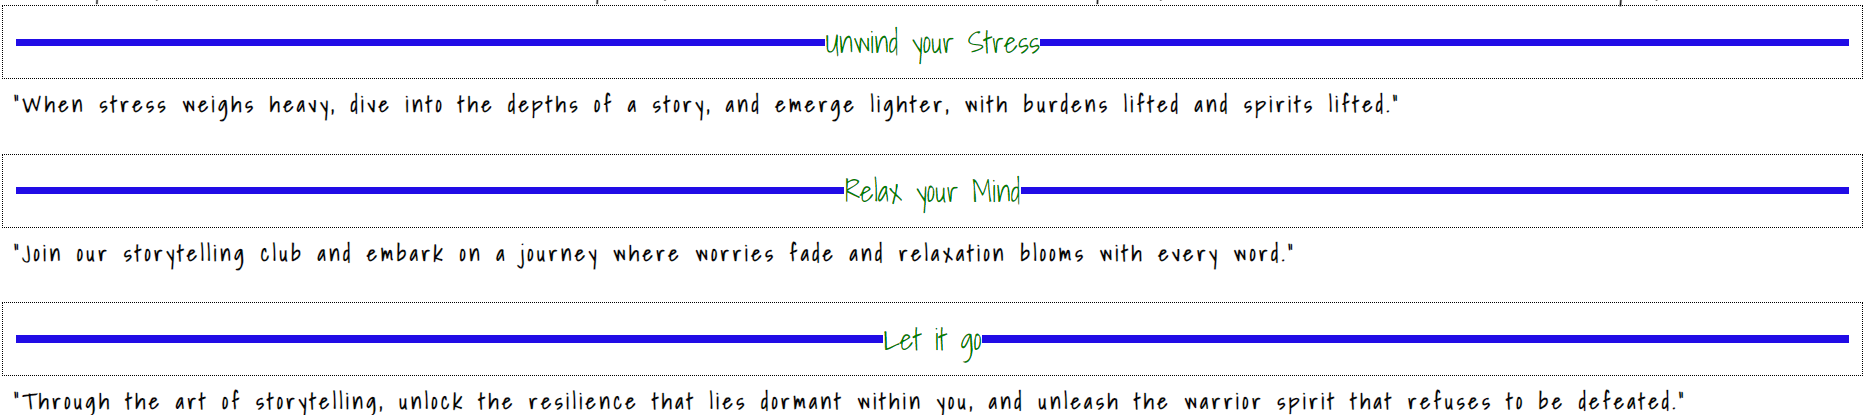 Unwind your Stress
"When stress weighs heavy, dive into the depths of a story, and emerge lighter, with burdens lifted and spirits lifted."
Relax your Mind
"Join our storytelling club and embark on a journey where worries fade and relaxation blooms with every word."
Let it go
"Through the art of storytelling, unlock the resilience that lies dormant within you, and unleash the warrior spirit that refuses to be defeated."